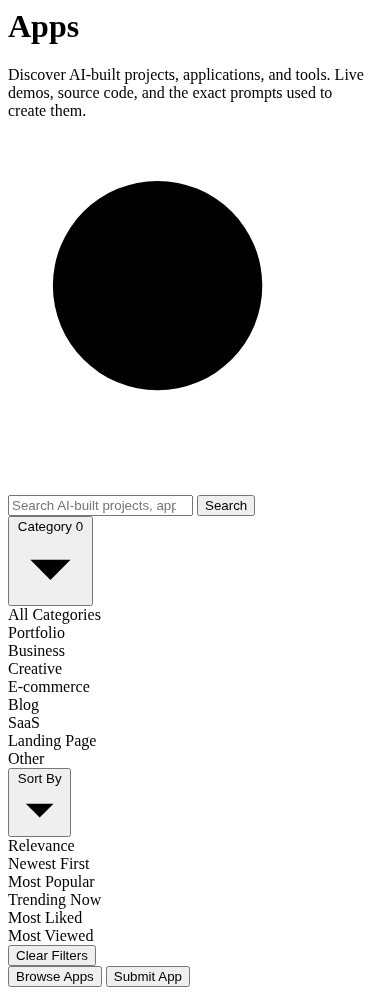 Apps
Discover AI-built projects, applications, and tools. Live
demos, source code, and the exact prompts used to
create them.
Search AI-built projects, app
Search
Category 0
All Categories
Portfolio
Business
Creative
E-commerce
Blog
SaaS
Landing Page
Other
Sort By
Relevance
Newest First
Most Popular
Trending Now
Most Liked
Most Viewed
Clear Filters
Browse Apps
Submit App